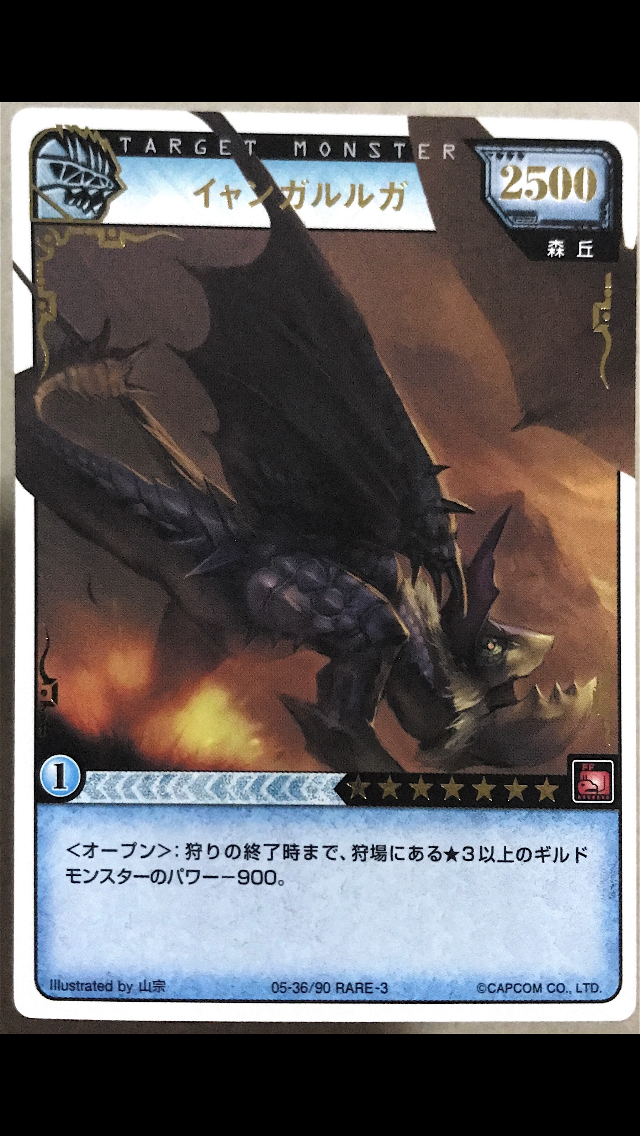 TARGET MONSTER
イャンガルルガ
2500
森丘
1
★★★★★★★
FF
<オープン>:狩りの終了時まで、狩場にある★3以上のギルド
モンスターのパワー−900。
Illustrated by 山宗
05-36/90 RARE-3
©CAPCOM CO., LTD.